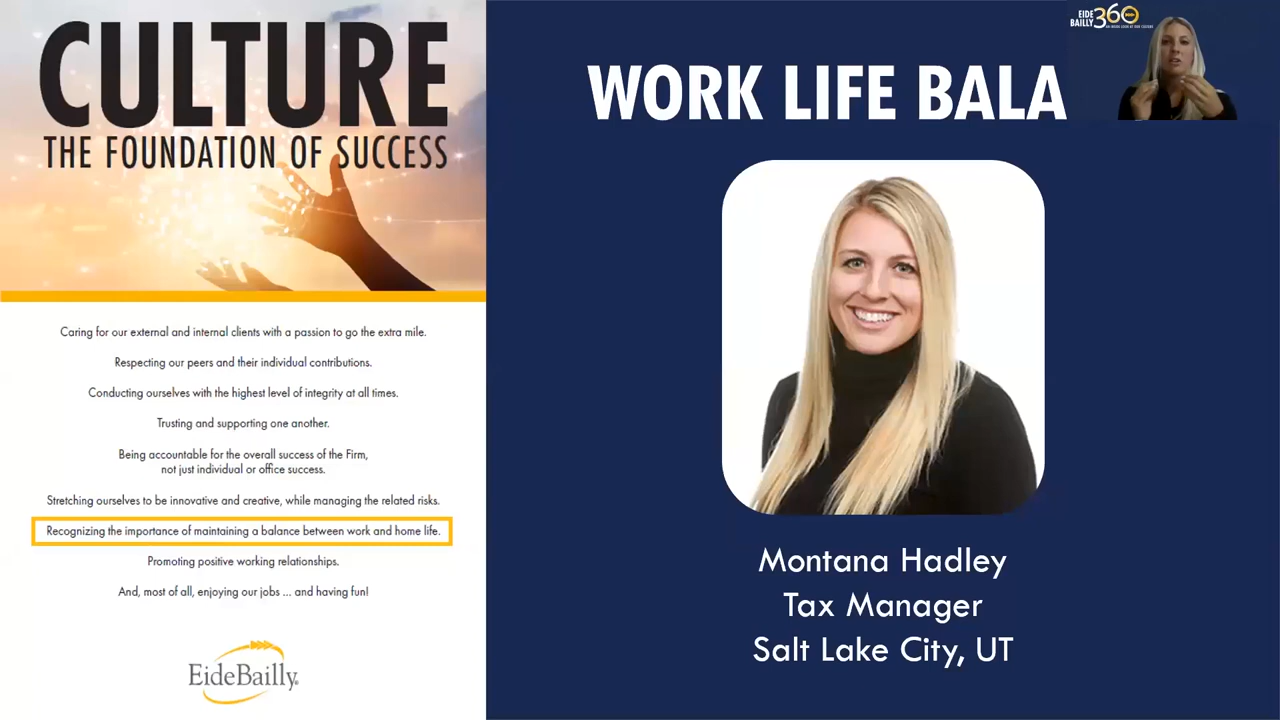 CULTURE
THE FOUNDATION OF SUCCESS
Caring for our external and internal clients with a passion to go the extra mile.
Respecting our peers and their individual contributions.
Conducting ourselves with the highest level of integrity at all times.
Trusting and supporting one another.
Being accountable for the overall success of the Firm,
not just individual or office success.
Stretching ourselves to be innovative and creative, while managing the related risks.
Recognizing the importance of maintaining a balance between work and home life.
Promoting positive working relationships.
And, most of all, enjoying our jobs ... and having fun!
EideBailly
WORK LIFE BALA
EIDE
BAILLY 360
Montana Hadley
Tax Manager
Salt Lake City, UT